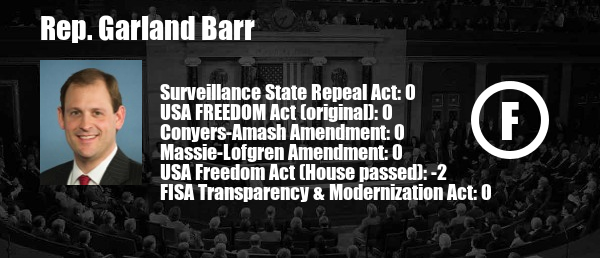 Rep. Garland Barr
Surveillance State Repeal Act: 0
USA FREEDOM Act (original): 0
Conyers-Amash Amendment: 0
Massie-Lofgren Amendment: 0
USA Freedom Act (House passed): -2
FISA Transparency & Modernization Act: 0
F